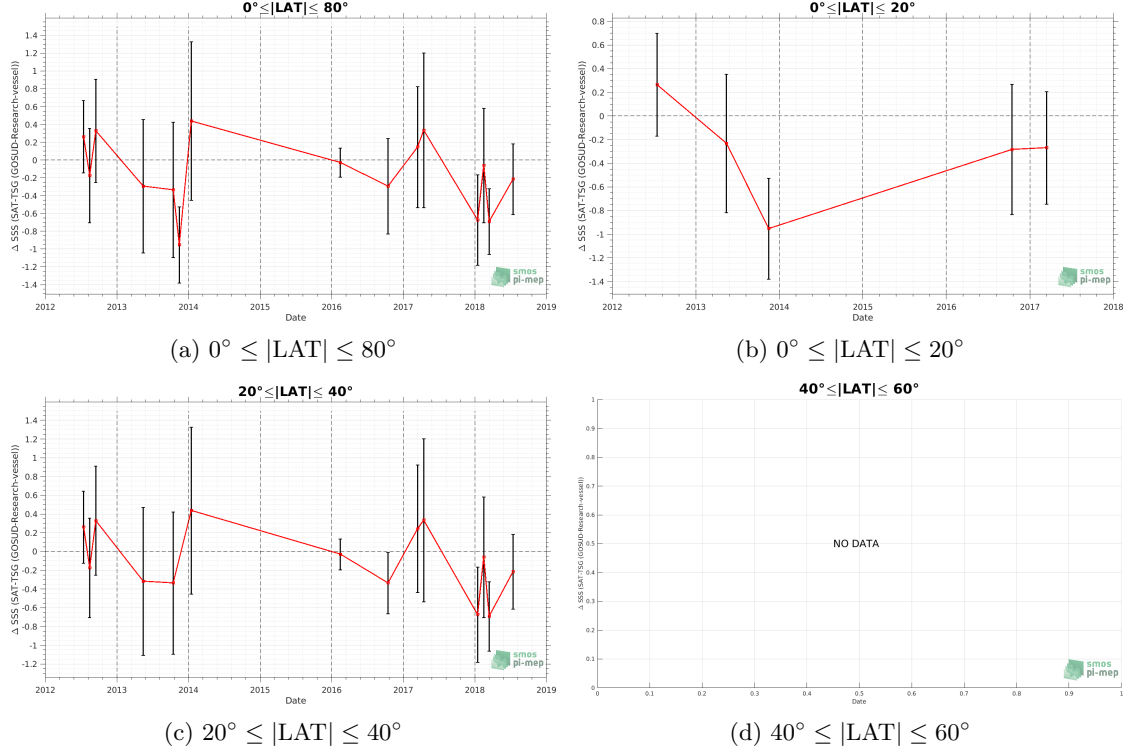 0°≤|LAT|≤ 80°
Δ SSS (SAT-TSG (GOSUD-Research-vessel))
1.4
1.2
1
0.8
0.6
0.4
0.2
0
-0.2
-0.4
-0.6
-0.8
-1
-1.2
-1.4
2012 2013 2014 2015 2016 2017 2018 2019
Date
smos
pi-mep
(a) 0° ≤ |LAT| ≤ 80°
0°≤|LAT|≤ 20°
Δ SSS (SAT-TSG (GOSUD-Research-vessel))
0.8
0.6
0.4
0.2
0
-0.2
-0.4
-0.6
-0.8
-1
-1.2
-1.4
2012 2013 2014 2015 2016 2017 2018
Date
smos
pi-mep
(b) 0° ≤ |LAT| ≤ 20°
20°≤|LAT|≤ 40°
Δ SSS (SAT-TSG (GOSUD-Research-vessel))
1.4
1.2
1
0.8
0.6
0.4
0.2
0
-0.2
-0.4
-0.6
-0.8
-1
-1.2
2012 2013 2014 2015 2016 2017 2018 2019
Date
smos
pi-mep
(c) 20° ≤ |LAT| ≤ 40°
40°≤|LAT|≤ 60°
Δ SSS (SAT-TSG (GOSUD-Research-vessel))
1
0.9
0.8
0.7
0.6
0.5
0.4
0.3
0.2
0.1
0
NO DATA
0 0.1 0.2 0.3 0.4 0.5 0.6 0.7 0.8 0.9 1
Date
smos
pi-mep
(d) 40° ≤ |LAT| ≤ 60°